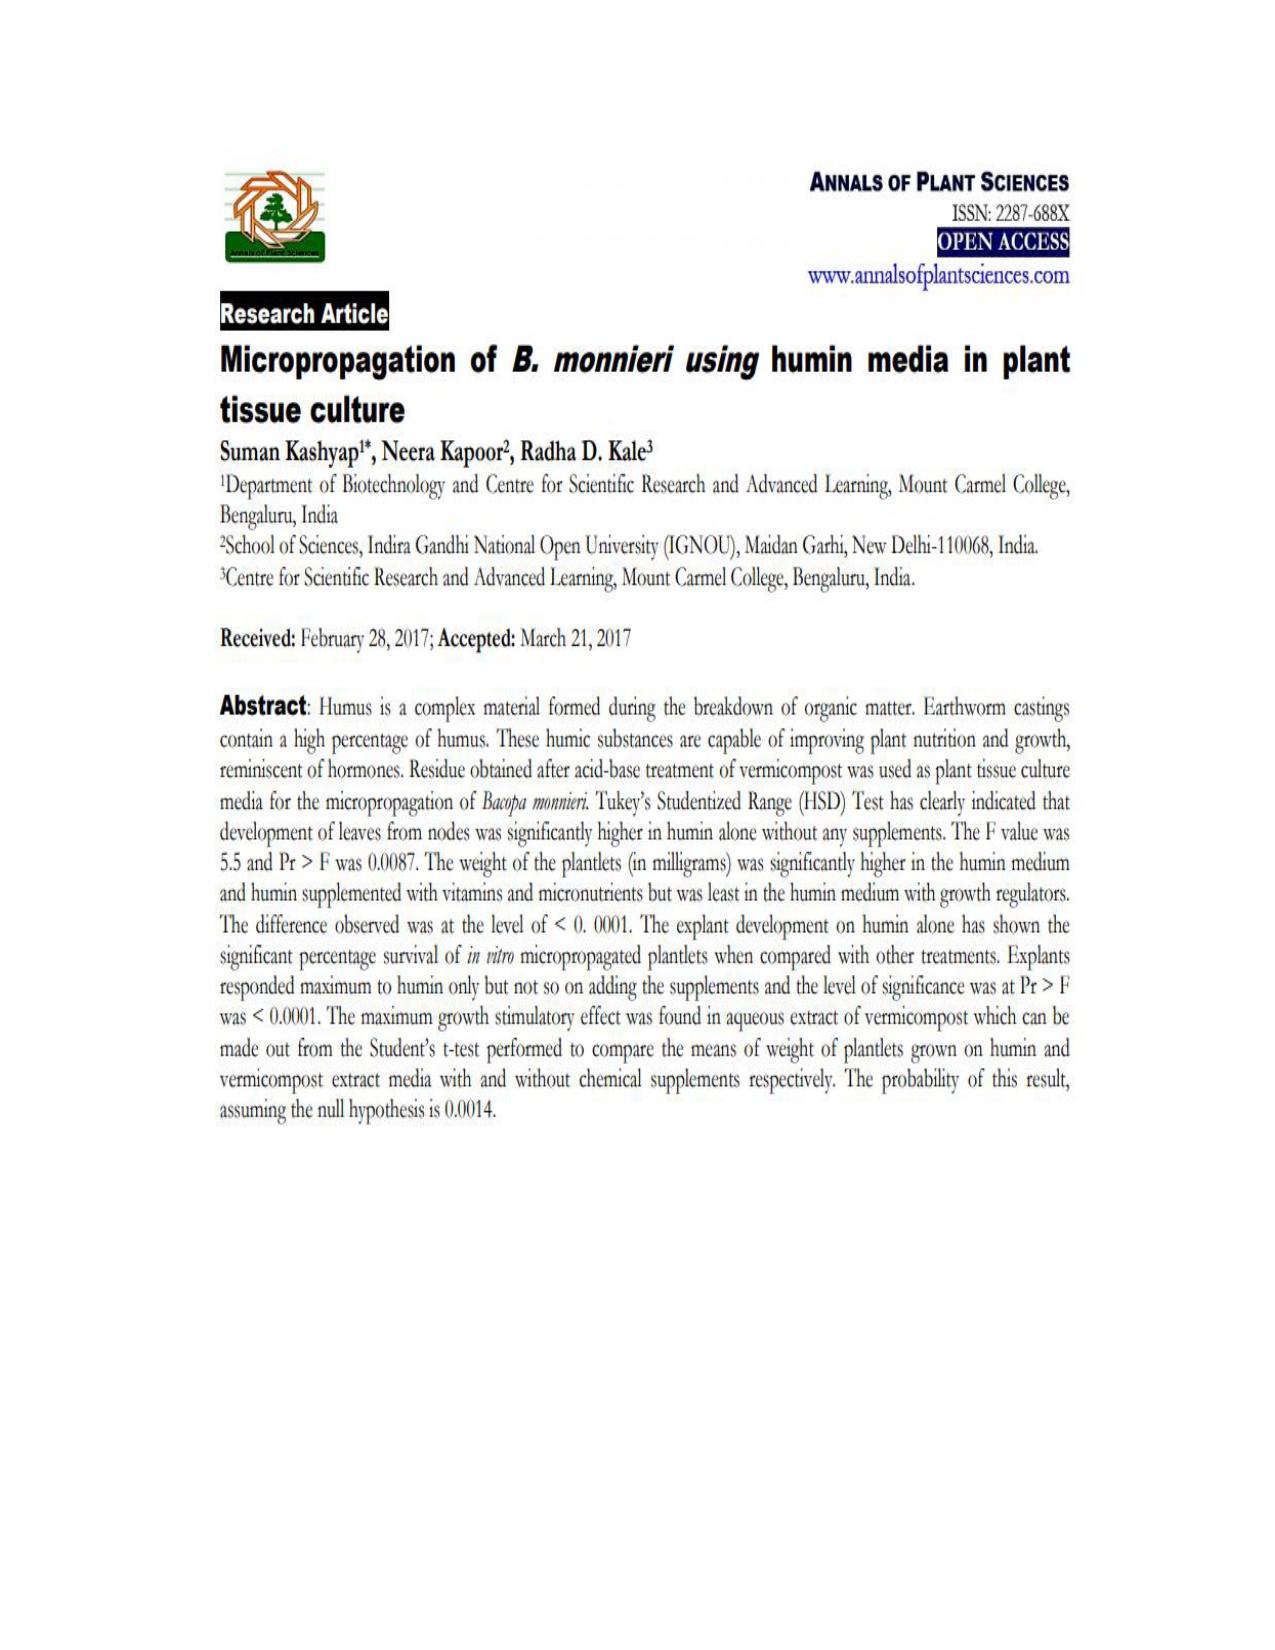 Annals of Plant Sciences
ANNALS OF PLANT SCIENCES
ISSN: 2287-688X
OPEN ACCESS
www.annalsofplantsciences.com
Research Article
Micropropagation of B. monnieri using humin media in plant
tissue culture
Suman Kashyap¹*, Neera Kapoor², Radha D. Kale³
¹Department of Biotechnology and Centre for Scientific Research and Advanced Learning, Mount Carmel College,
Bengaluru, India
²School of Sciences, Indira Gandhi National Open University (IGNOU), Maidan Garhi, New Delhi-110068, India.
³Centre for Scientific Research and Advanced Learning, Mount Carmel College, Bengaluru, India.
Received: February 28, 2017; Accepted: March 21, 2017
Abstract: Humus is a complex material formed during the breakdown of organic matter. Earthworm castings
contain a high percentage of humus. These humic substances are capable of improving plant nutrition and growth,
reminiscent of hormones. Residue obtained after acid-base treatment of vermicompost was used as plant tissue culture
media for the micropropagation of Bacopa monnieri. Tukey's Studentized Range (HSD) Test has clearly indicated that
development of leaves from nodes was significantly higher in humin alone without any supplements. The F value was
5.5 and Pr > F was 0.0087. The weight of the plantlets (in milligrams) was significantly higher in the humin medium
and humin supplemented with vitamins and micronutrients but was least in the humin medium with growth regulators.
The difference observed was at the level of < 0. 0001. The explant development on humin alone has shown the
significant percentage survival of in vitro micropropagated plantlets when compared with other treatments. Explants
responded maximum to humin only but not so on adding the supplements and the level of significance was at Pr > F
was < 0.0001. The maximum growth stimulatory effect was found in aqueous extract of vermicompost which can be
made out from the Student's t-test performed to compare the means of weight of plantlets grown on humin and
vermicompost extract media with and without chemical supplements respectively. The probability of this result,
assuming the null hypothesis is 0.0014.